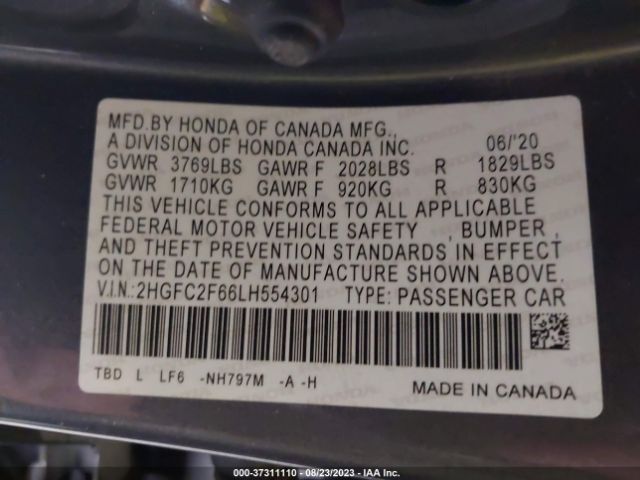 MFD.BY HONDA OF CANADA MFG.,
A DIVISION OF HONDA CANADA INC. 06/'20
GVWR 3769LBS GAWR F 2028LBS R 1829LBS
GVWR 1710KG GAWR F 920KG R 830KG
THIS VEHICLE CONFORMS TO ALL APPLICABLE
FEDERAL MOTOR VEHICLE SAFETY , BUMPER ,
AND THEFT PREVENTION STANDARDS IN EFFECT
ON THE DATE OF MANUFACTURE SHOWN ABOVE.
V.I.N.:2HGFC2F66LH554301 TYPE: PASSENGER CAR
TBD L LF6 -NH797M -A -H
MADE IN CANADA
000-37311110 - 08/23/2023 - IAA Inc.